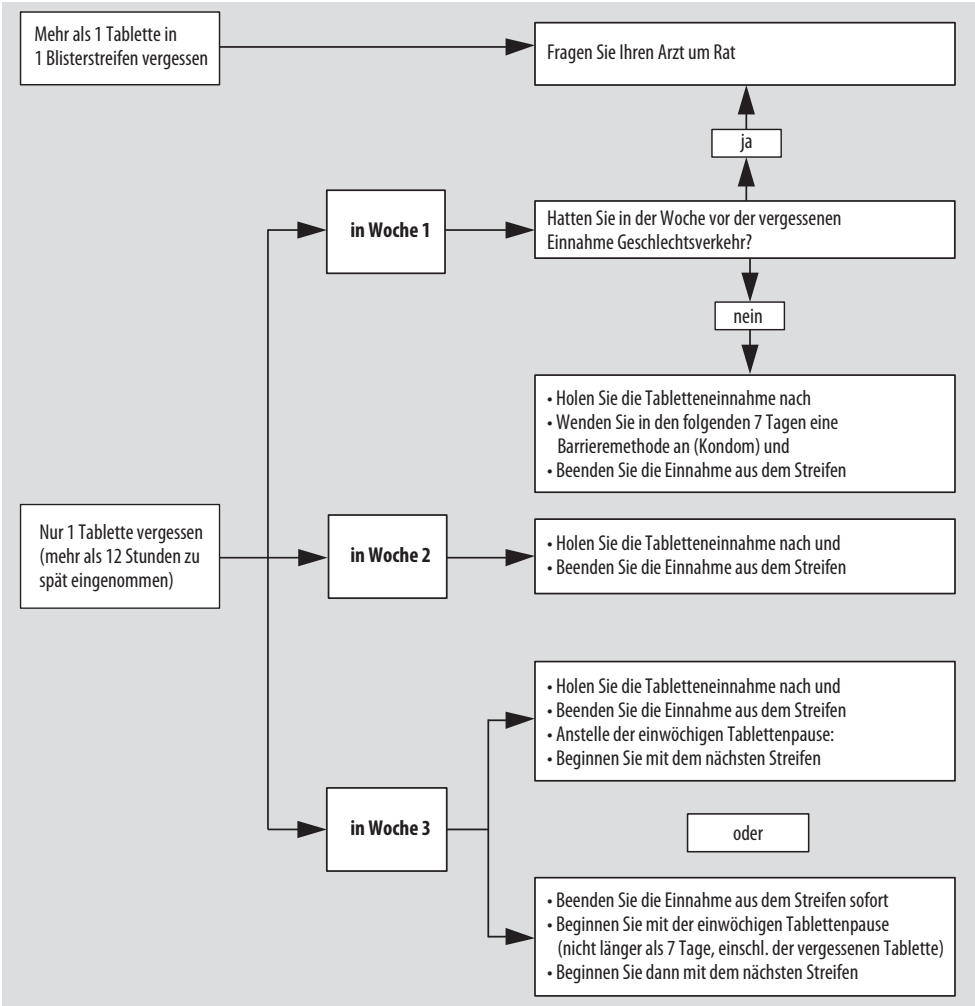 Mehr als 1 Tablette in
1 Blisterstreifen vergessen
Fragen Sie Ihren Arzt um Rat
ja
in Woche 1
Hatten Sie in der Woche vor der vergessenen
Einnahme Geschlechtsverkehr?
nein
• Holen Sie die Tabletteneinnahme nach
• Wenden Sie in den folgenden 7 Tagen eine
Barrieremethode an (Kondom) und
• Beenden Sie die Einnahme aus dem Streifen
Nur 1 Tablette vergessen
(mehr als 12 Stunden zu
spät eingenommen)
in Woche 2
• Holen Sie die Tabletteneinnahme nach und
• Beenden Sie die Einnahme aus dem Streifen
• Holen Sie die Tabletteneinnahme nach und
• Beenden Sie die Einnahme aus dem Streifen
• Anstelle der einwöchigen Tablettenpause:
• Beginnen Sie mit dem nächsten Streifen
in Woche 3
oder
• Beenden Sie die Einnahme aus dem Streifen sofort
• Beginnen Sie mit der einwöchigen Tablettenpause
(nicht länger als 7 Tage, einschl. der vergessenen Tablette)
• Beginnen Sie dann mit dem nächsten Streifen